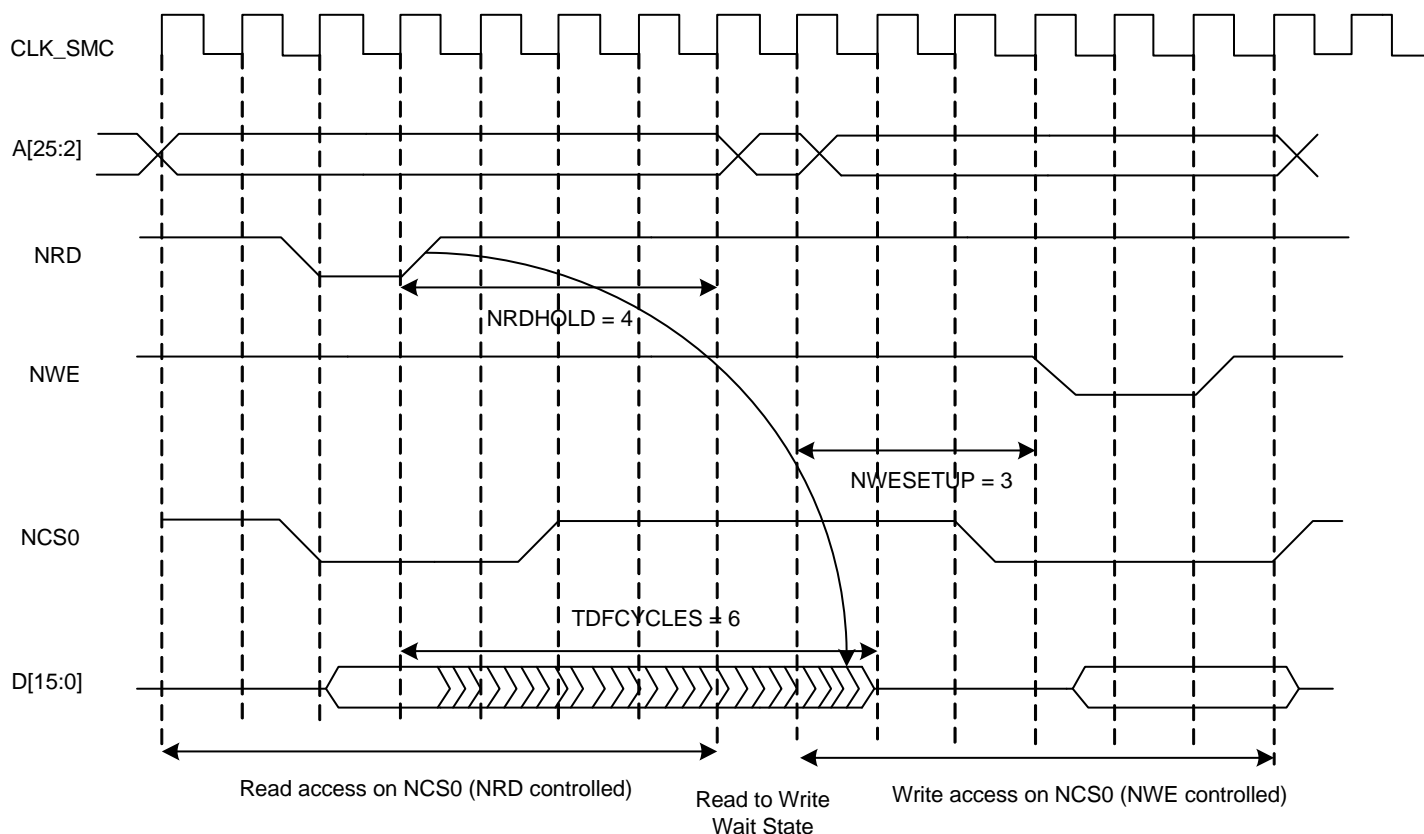 CLK_SMC
A[25:2]
NRD
NRDHOLD = 4
NWE
NWESETUP = 3
NCS0
TDFCYCLES = 6
D[15:0]
Read access on NCS0 (NRD controlled)
Read to Write
Wait State
Write access on NCS0 (NWE controlled)